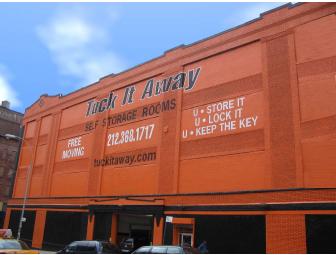 Tuck It Away
SELF STORAGE ROOMS
212.368.1717
tuckitaway.com
FREE
MOVING
U • STORE IT
U • LOCK IT
U • KEEP THE KEY